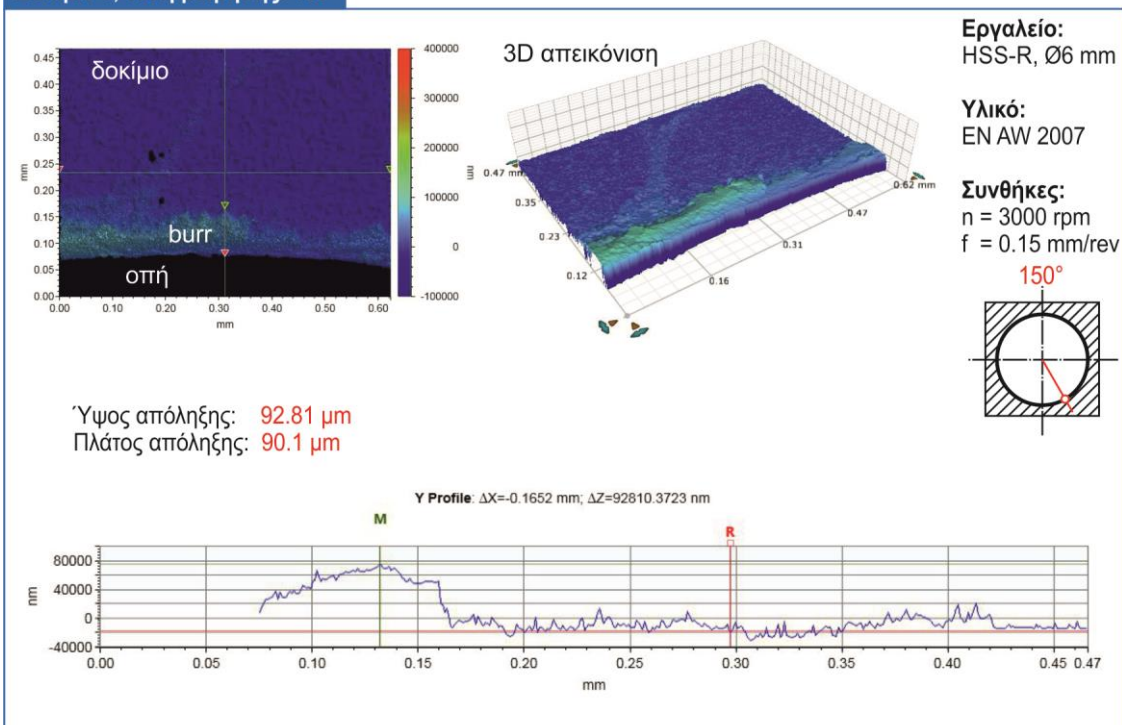 0.45
0.40
0.35
0.30
0.25
0.20
0.15
0.10
0.05
0.00
mm
δοκίμιο
burr
οπή
0.00 0.10 0.20 0.30 0.40 0.50 0.60
mm
400000
300000
200000
100000
0
-100000
nm
3D απεικόνιση
0.47 mm
0.35
0.23
0.12
0.16
0.31
0.47
0.62 mm
Εργαλείο:
HSS-R, Ø6 mm
Υλικό:
EN AW 2007
Συνθήκες:
n = 3000 rpm
f = 0.15 mm/rev
150°
Ύψος απόληξης: 92.81 μm
Πλάτος απόληξης: 90.1 μm
Y Profile: ΔX=-0.1652 mm; ΔZ=92810.3723 nm
M
R
80000
40000
0
-40000
nm
0.00 0.05 0.10 0.15 0.20 0.25 0.30 0.35 0.40 0.45 0.47
mm